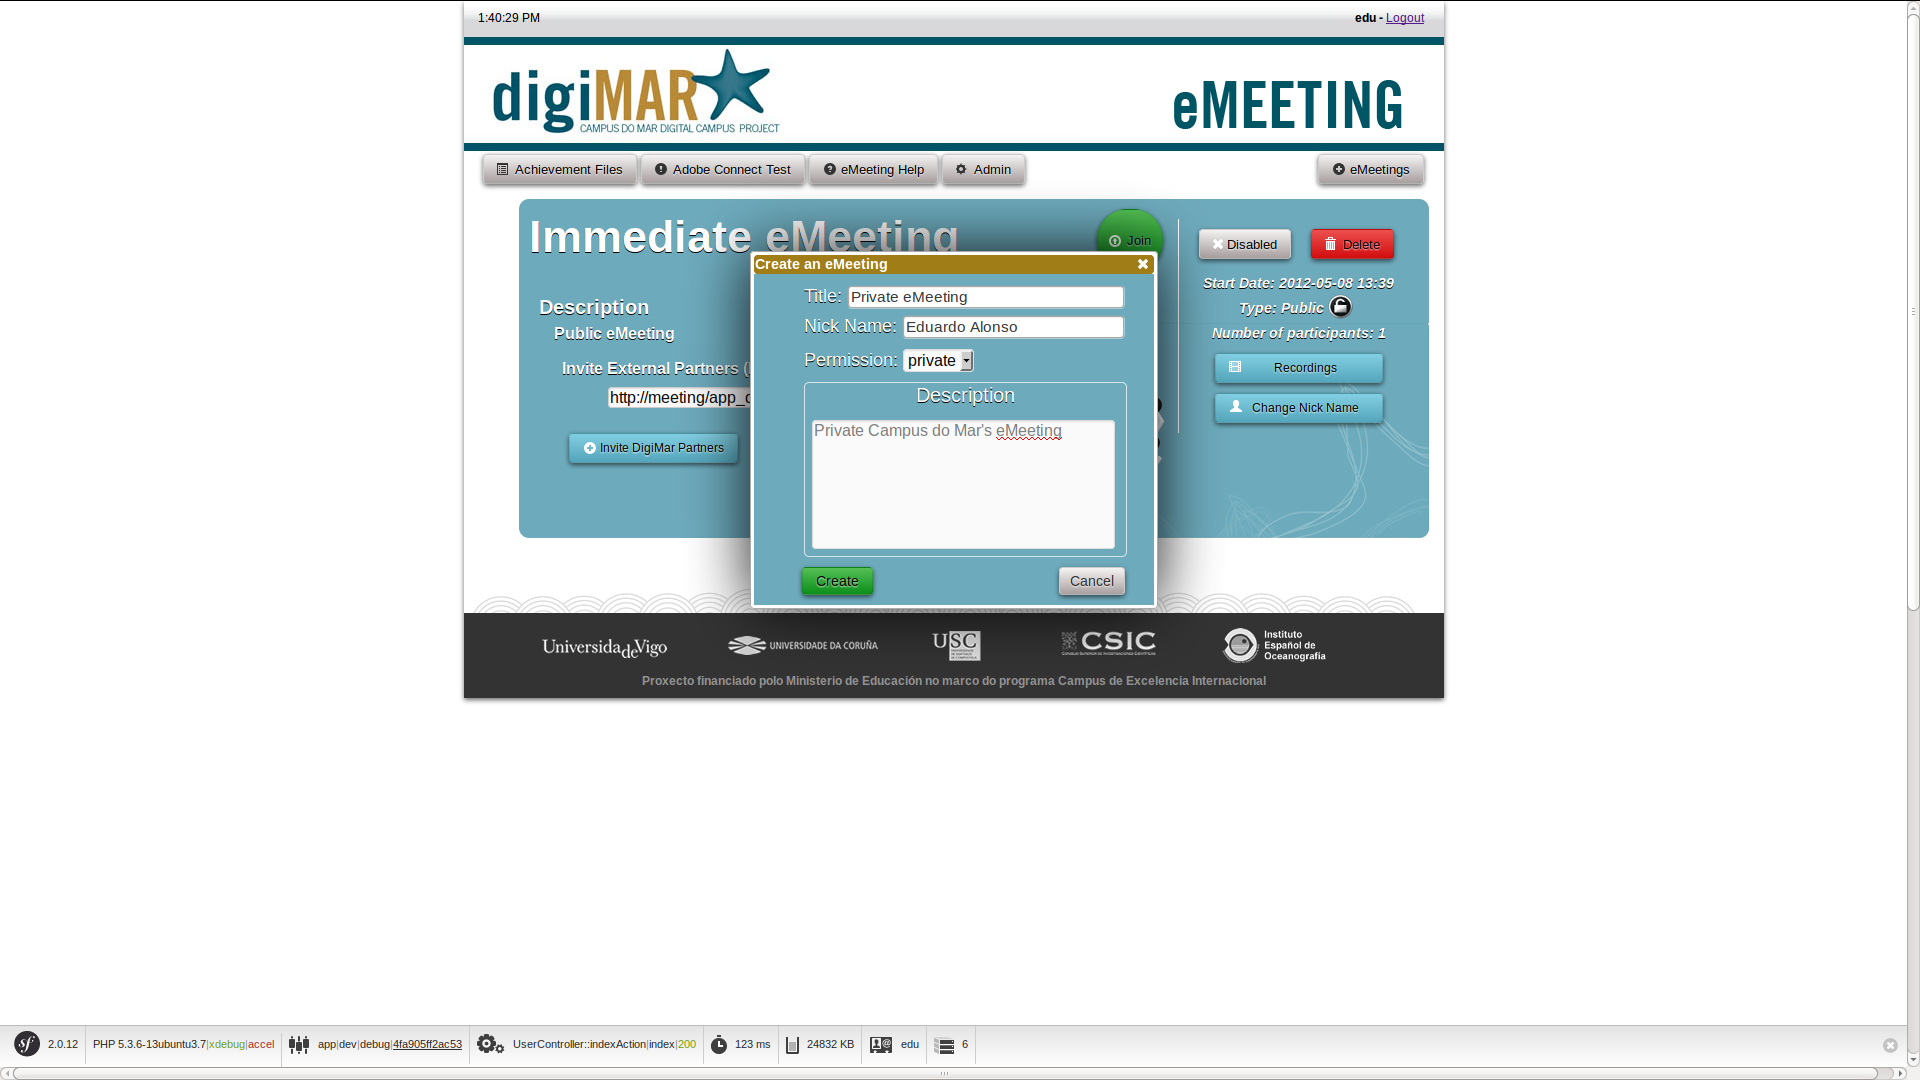 1:40:29 PM
edu - Logout
digiMAR
CAMPUS DO MAR DIGITAL CAMPUS PROJECT
eMEETING
Achievement Files
Adobe Connect Test
eMeeting Help
Admin
eMeetings
Immediate eMeeting
Join
Disabled
Delete
Start Date: 2012-05-08 13:39
Type: Public
Number of participants: 1
Recordings
Change Nick Name
Description
Public eMeeting
Invite External Partners (
http://meeting/app_
Invite DigiMar Partners
Create an eMeeting
Title: Private eMeeting
Nick Name: Eduardo Alonso
Permission: private
Description
Private Campus do Mar's eMeeting
Create
Cancel
UniversidadeVigo
UNIVERSIDADE DA CORUÑA
USC
CSIC
Instituto
Español de
Oceanografía
Proxecto financiado polo Ministerio de Educación no marco do programa Campus de Excelencia Internacional
sf 2.0.12
PHP 5.3.6-13ubuntu3.7|xdebug|accel
app|dev|debug|4fa905ff2ac53
UserController::indexAction|index|200
123 ms
24832 KB
edu
6